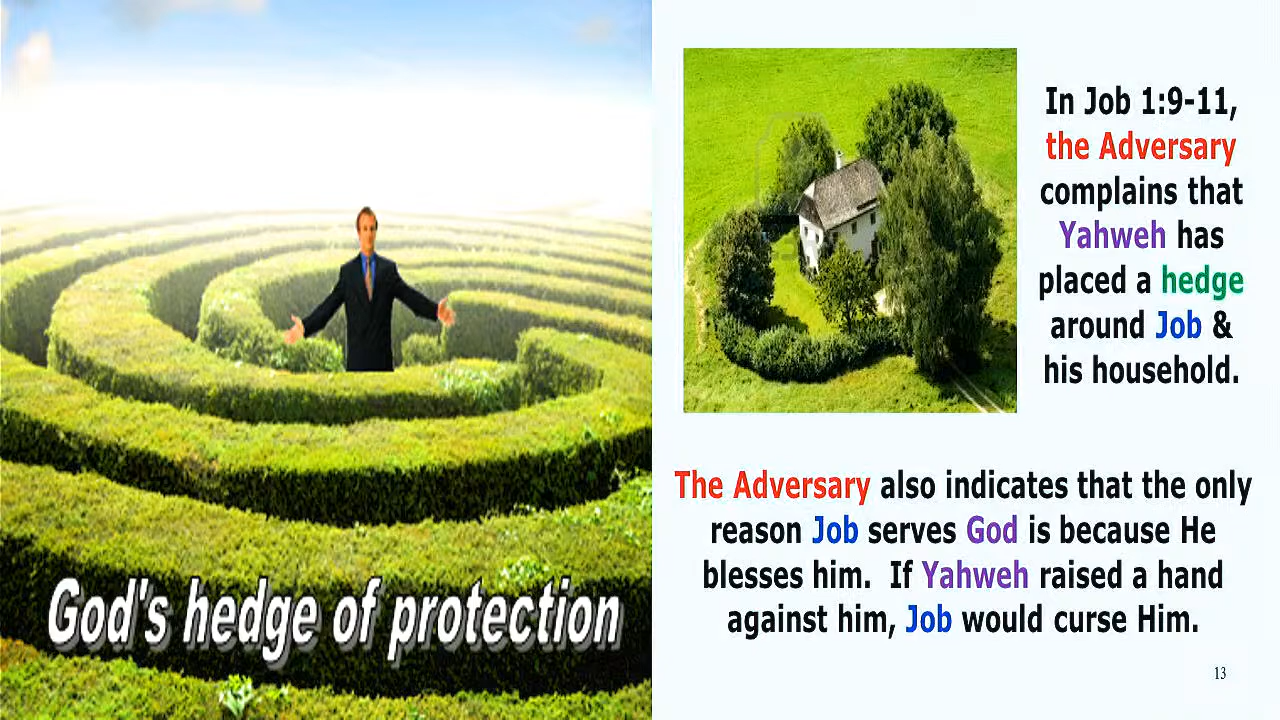 God's hedge of protection
In Job 1:9-11,
the Adversary
complains that
Yahweh has
placed a hedge
around Job &
his household.
The Adversary also indicates that the only
reason Job serves God is because He
blesses him.  If Yahweh raised a hand
against him, Job would curse Him.
13